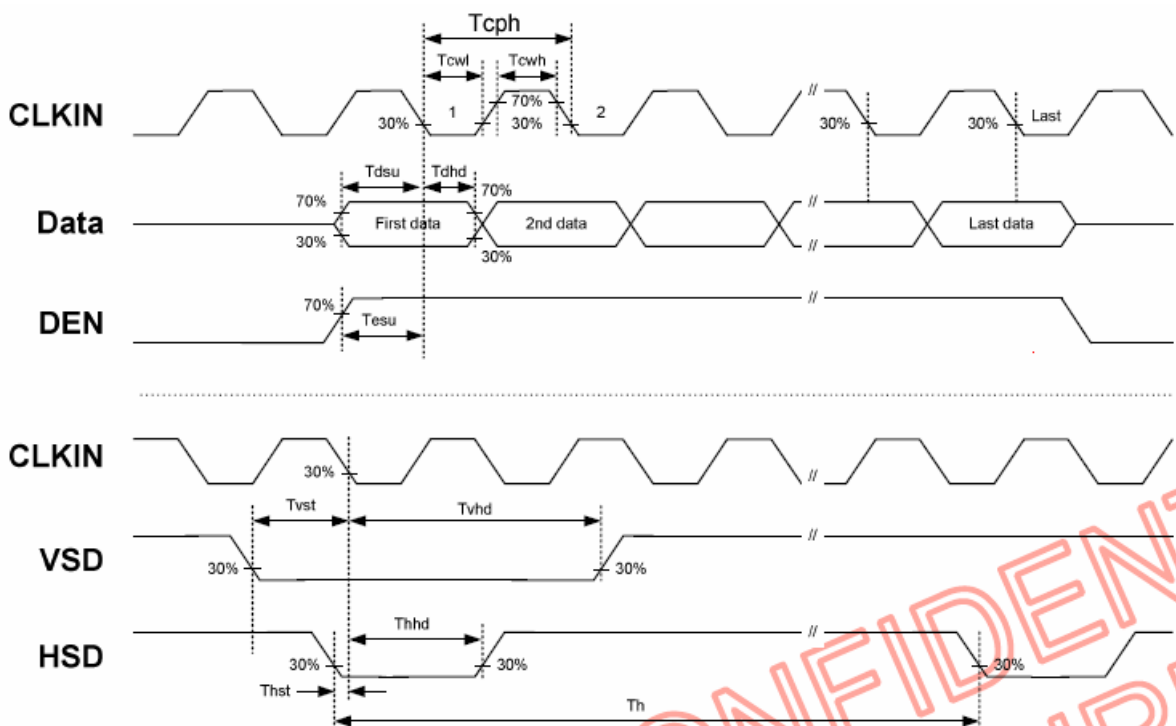 Tcph
Tcwl Tcwh
CLKIN 30% 1 70% 30% 2 // 30% 30% Last
Tdsu Tdhd
70% 70%
Data First data 2nd data // Last data
30% 30%
70%
DEN Tesu //
CLKIN 30% //
Tvst Tvhd
VSD 30% 30% //
Thhd
HSD 30% 30% // 30%
Thst
Th